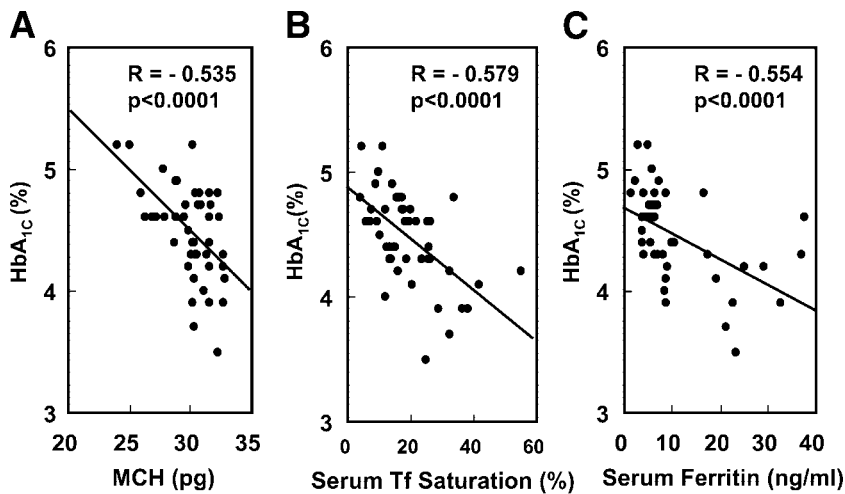 A
B
C
R = - 0.535
p<0.0001
R = - 0.579
p<0.0001
R = - 0.554
p<0.0001
6
5
4
3
HbA1C (%)
20
25
30
35
MCH (pg)
6
5
4
3
HbA1C(%)
0
20
40
60
Serum Tf Saturation (%)
6
5
4
3
HbA1C (%)
0
10
20
30
40
Serum Ferritin (ng/ml)